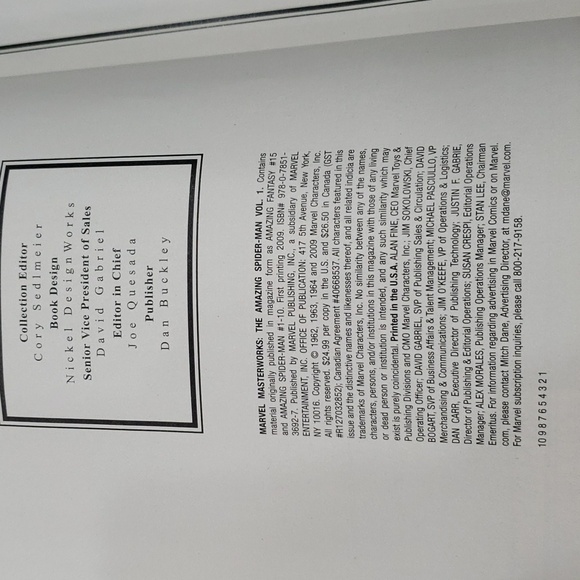 Collection Editor
Cory Sedlmeier
Book Design
Nickel DesignWorks
Senior Vice President of Sales
David Gabriel
Editor in Chief
Joe Quesada
Publisher
Dan Buckley
MARVEL MASTERWORKS: THE AMAZING SPIDER-MAN VOL. 1. Contains
material originally published in magazine form as AMAZING FANTASY #15
and AMAZING SPIDER-MAN #1-10. First printing 2009. ISBN# 978-0-7851-
3692-7. Published by MARVEL PUBLISHING, INC., a subsidiary of MARVEL
ENTERTAINMENT, INC. OFFICE OF PUBLICATION: 417 5th Avenue, New York,
NY 10016. Copyright © 1962, 1963, 1964 and 2009 Marvel Characters, Inc.
All rights reserved. $24.99 per copy in the U.S. and $26.50 in Canada (GST
#R127032852); Canadian Agreement #40668537. All characters featured in this
issue and the distinctive names and likenesses thereof, and all related indicia are
trademarks of Marvel Characters, Inc. No similarity between any of the names,
characters, persons, and/or institutions in this magazine with those of any living
or dead person or institution is intended, and any such similarity which may
exist is purely coincidental. Printed in the U.S.A. ALAN FINE, CEO Marvel Toys &
Publishing Divisions and CMO Marvel Characters, Inc.; JIM SOKOLOWSKI, Chief
Operating Officer; DAVID GABRIEL, SVP of Publishing Sales & Circulation; DAVID
BOGART, SVP of Business Affairs & Talent Management; MICHAEL PASCIULLO, VP
Merchandising & Communications; JIM O'KEEFE, VP of Operations & Logistics;
DAN CARR, Executive Director of Publishing Technology; JUSTIN F. GABRIE,
Director of Publishing & Editorial Operations; SUSAN CRESPI, Editorial Operations
Manager; ALEX MORALES, Publishing Operations Manager; STAN LEE, Chairman
Emeritus. For information regarding advertising in Marvel Comics or on Marvel.
com, please contact Mitch Dane, Advertising Director, at mdane@marvel.com.
For Marvel subscription inquiries, please call 800-217-9158.
10 9 8 7 6 5 4 3 2 1